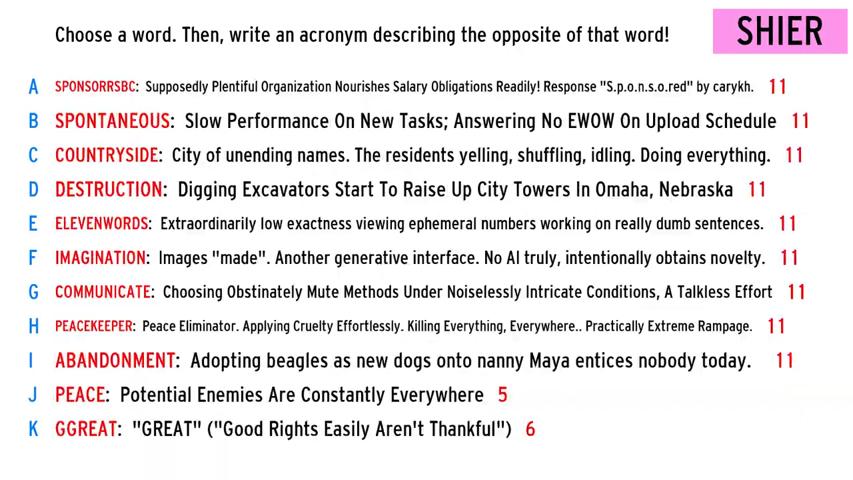 Choose a word. Then, write an acronym describing the opposite of that word!
SHIER
A SPONSORRSBC: Supposedly Plentiful Organization Nourishes Salary Obligations Readily! Response "S.p.o.n.s.o.red" by carykh. 11
B SPONTANEOUS: Slow Performance On New Tasks; Answering No EWOW On Upload Schedule 11
C COUNTRYSIDE: City of unending names. The residents yelling, shuffling, idling. Doing everything. 11
D DESTRUCTION: Digging Excavators Start To Raise Up City Towers In Omaha, Nebraska 11
E ELEVENWORDS: Extraordinarily low exactness viewing ephemeral numbers working on really dumb sentences. 11
F IMAGINATION: Images "made". Another generative interface. No AI truly, intentionally obtains novelty. 11
G COMMUNICATE: Choosing Obstinately Mute Methods Under Noiselessly Intricate Conditions, A Talkless Effort 11
H PEACEKEEPER: Peace Eliminator. Applying Cruelty Effortlessly. Killing Everything, Everywhere.. Practically Extreme Rampage. 11
I ABANDONMENT: Adopting beagles as new dogs onto nanny Maya entices nobody today. 11
J PEACE: Potential Enemies Are Constantly Everywhere 5
K GGREAT: "GREAT" ("Good Rights Easily Aren't Thankful") 6